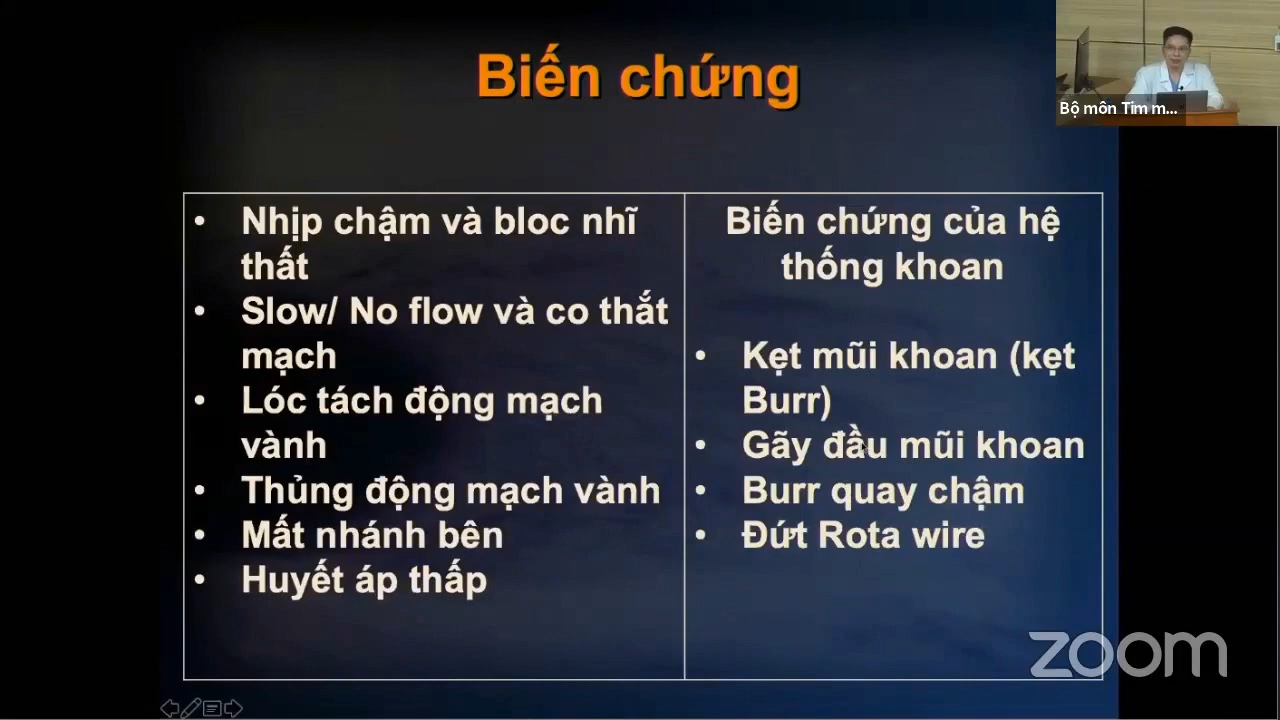 Biến chứng
Bộ môn Tim m...
• Nhịp chậm và bloc nhĩ
thất
• Slow/ No flow và co thắt
mạch
• Lóc tách động mạch
vành
• Thủng động mạch vành
• Mất nhánh bên
• Huyết áp thấp
Biến chứng của hệ
thống khoan
• Kẹt mũi khoan (kẹt
Burr)
• Gãy đầu mũi khoan
• Burr quay chậm
• Đứt Rota wire
zoom